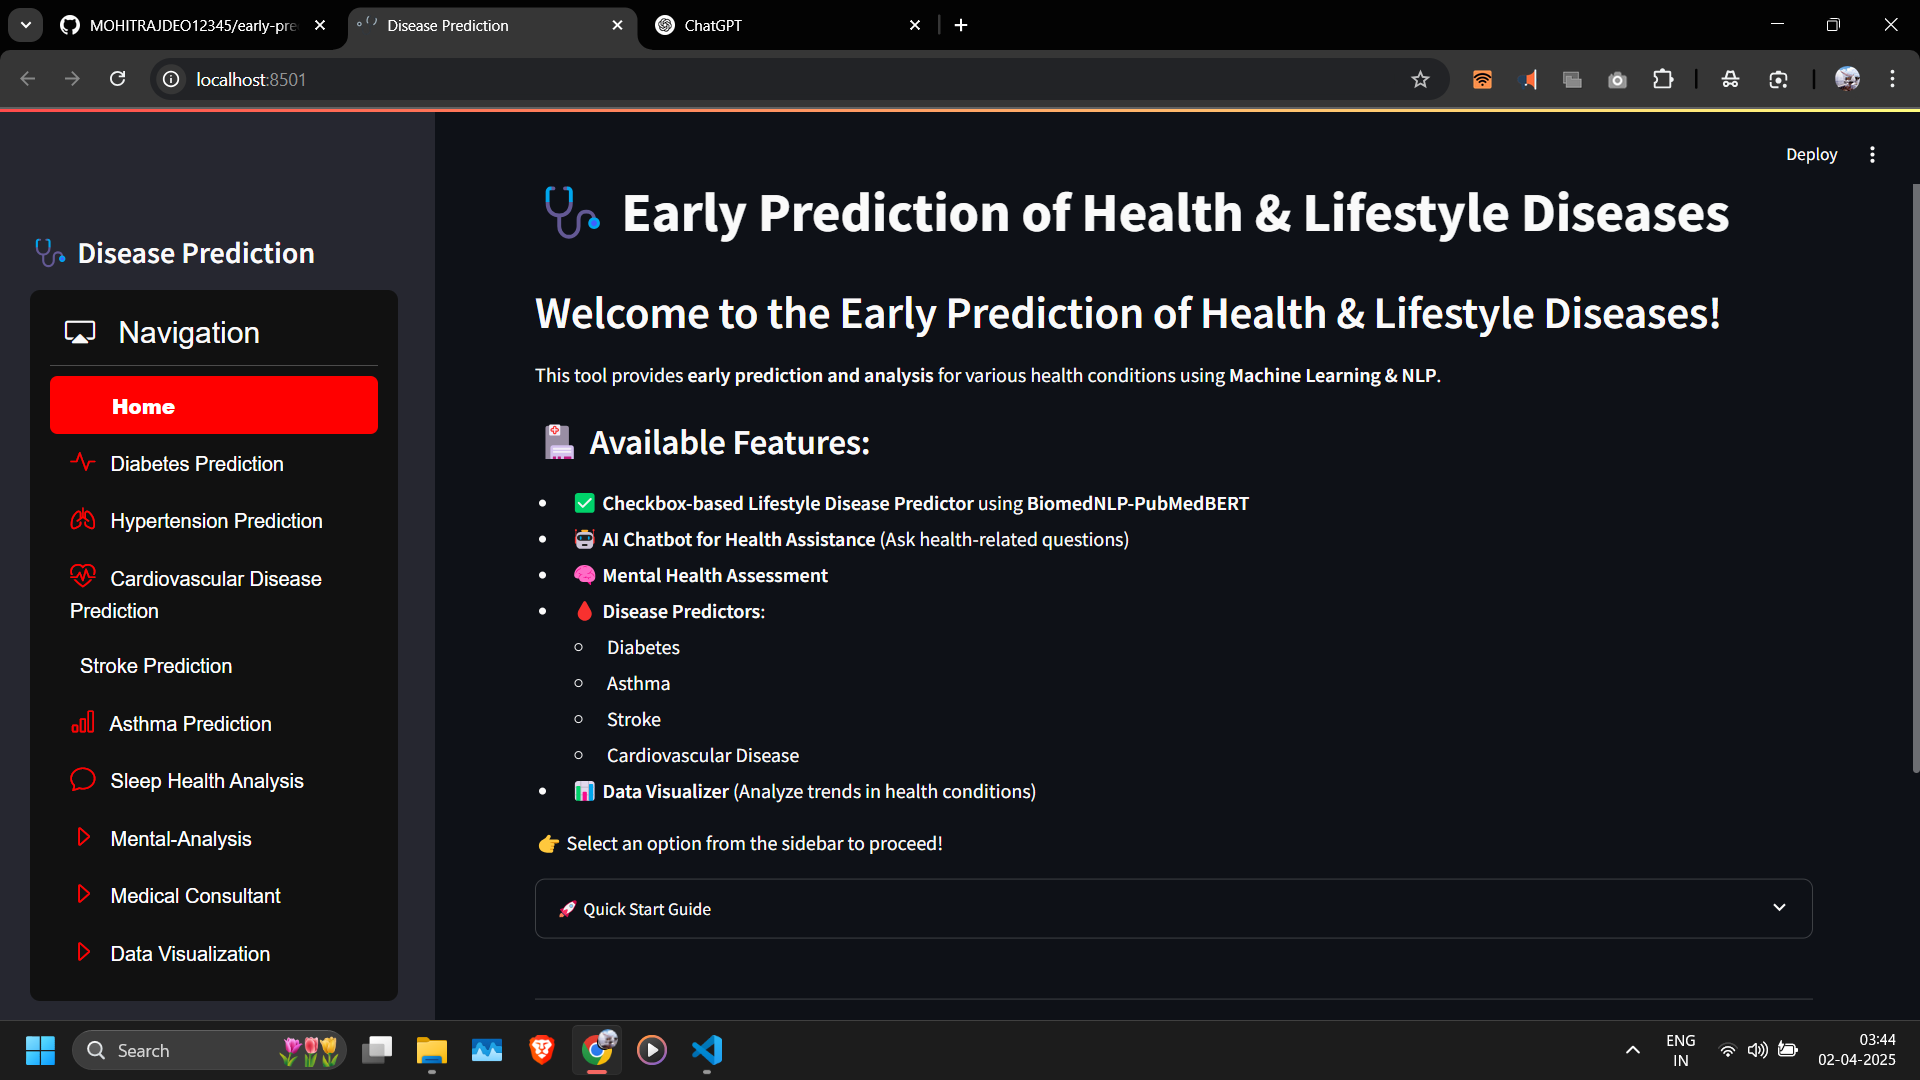 MOHITRAJDEO12345/early-pre
Disease Prediction
ChatGPT
localhost:8501
Deploy
Early Prediction of Health & Lifestyle Diseases
Disease Prediction
Navigation
Home
Diabetes Prediction
Hypertension Prediction
Cardiovascular Disease
Prediction
Stroke Prediction
Asthma Prediction
Sleep Health Analysis
Mental-Analysis
Medical Consultant
Data Visualization
Welcome to the Early Prediction of Health & Lifestyle Diseases!
This tool provides early prediction and analysis for various health conditions using Machine Learning & NLP.
Available Features:
• ✅ Checkbox-based Lifestyle Disease Predictor using BiomedNLP-PubMedBERT
• 🤖 AI Chatbot for Health Assistance (Ask health-related questions)
• 🧠 Mental Health Assessment
• 🩸 Disease Predictors:
◦ Diabetes
◦ Asthma
◦ Stroke
◦ Cardiovascular Disease
• 📊 Data Visualizer (Analyze trends in health conditions)
👉 Select an option from the sidebar to proceed!
🚀 Quick Start Guide
Search
ENG
IN
03:44
02-04-2025